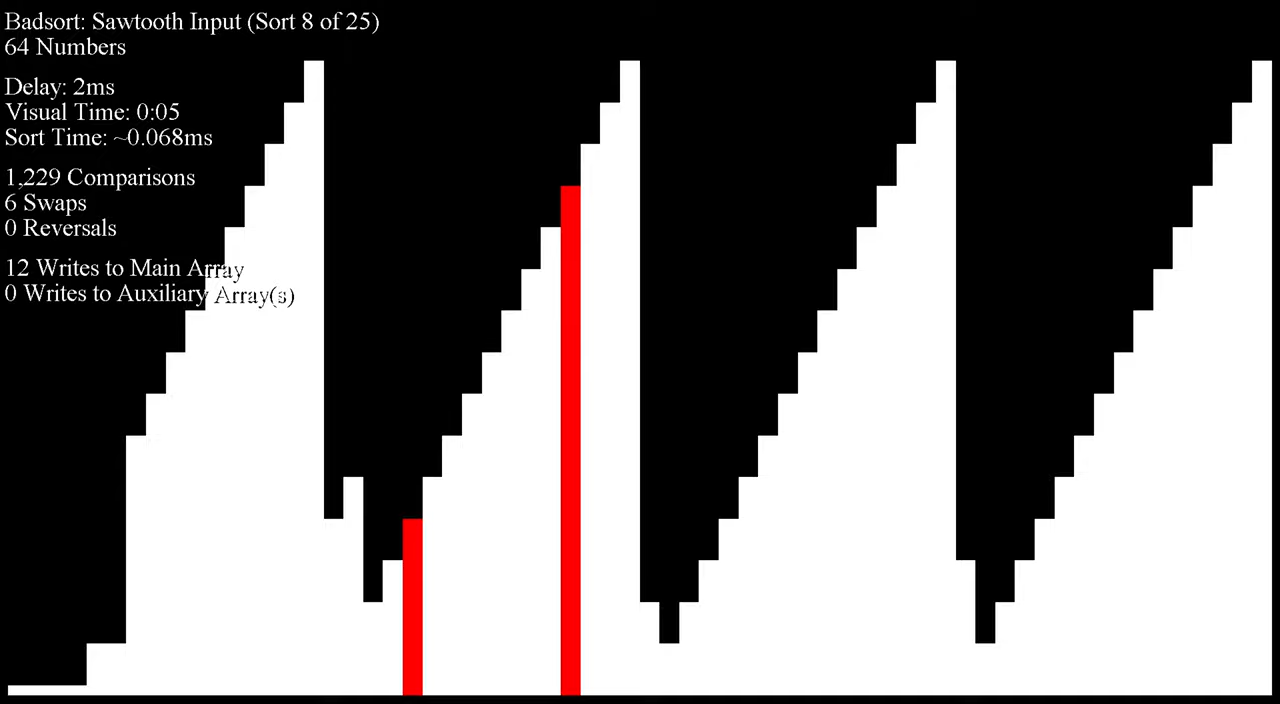 Badsort: Sawtooth Input (Sort 8 of 25)
64 Numbers
Delay: 2ms
Visual Time: 0:05
Sort Time: ~0.068ms
1,229 Comparisons
6 Swaps
0 Reversals
12 Writes to Main Array
0 Writes to Auxiliary Array(s)